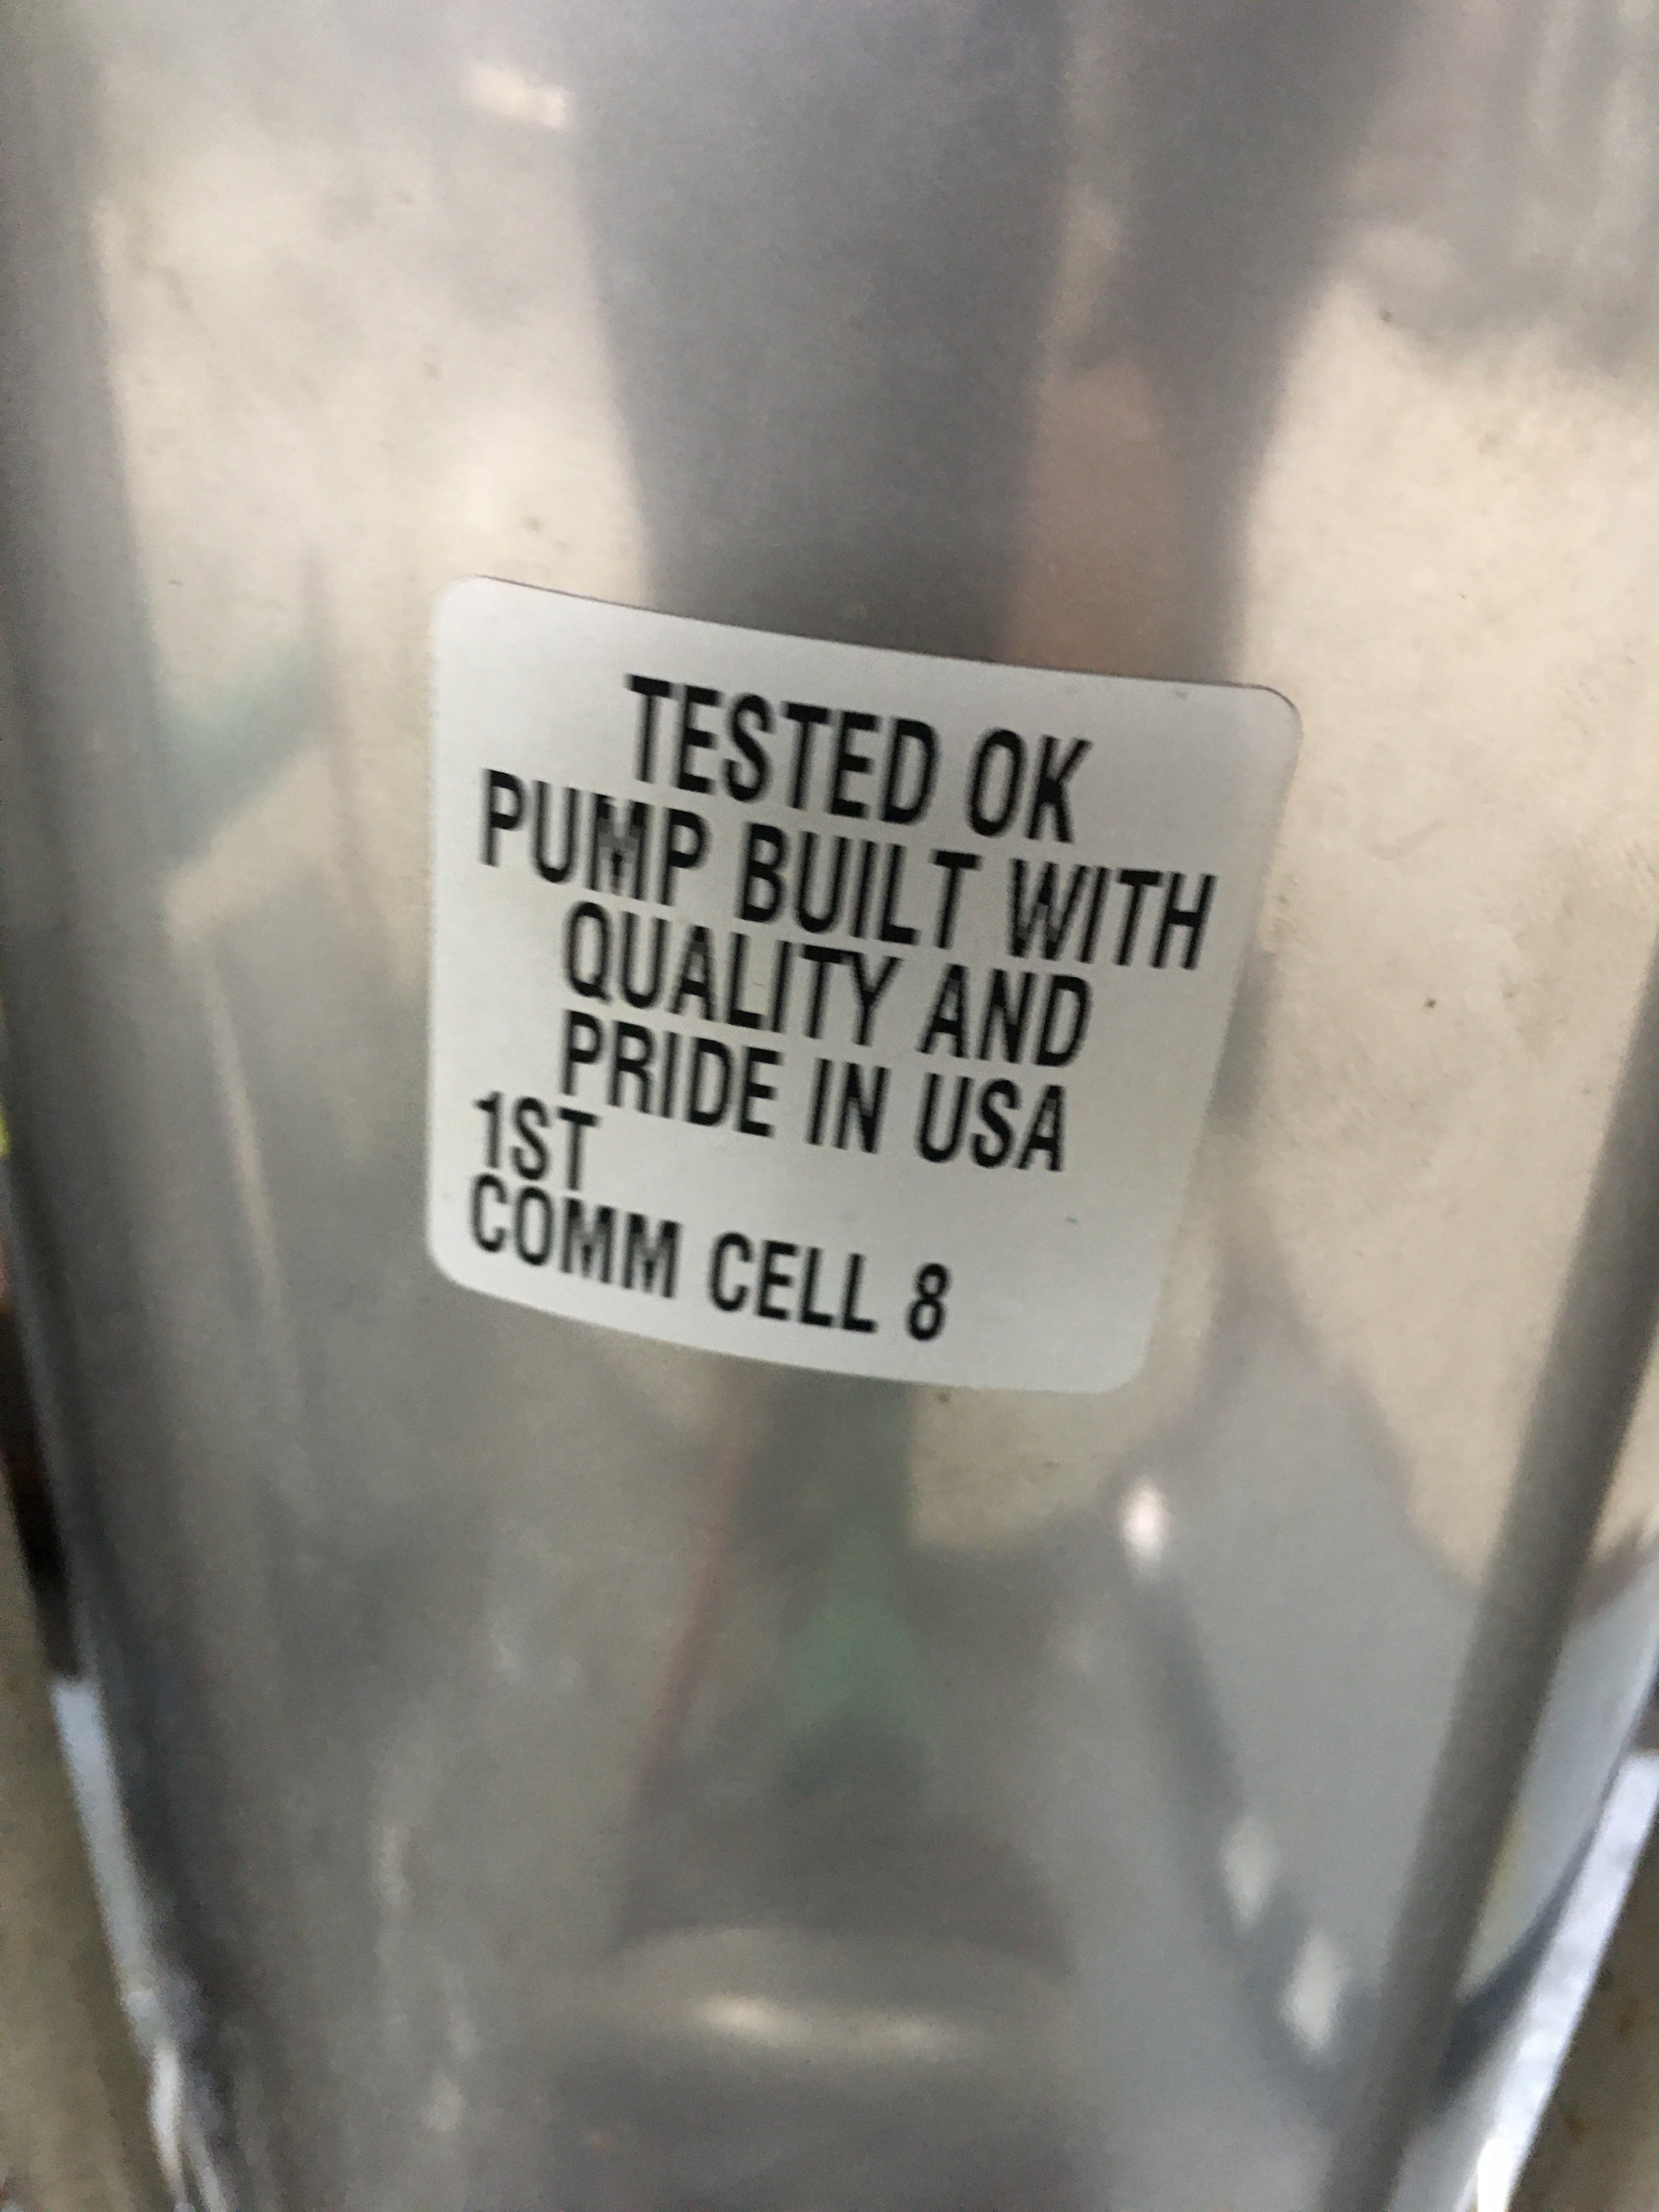 TESTED OK
PUMP BUILT WITH
QUALITY AND
PRIDE IN USA
1ST
COMM CELL 8